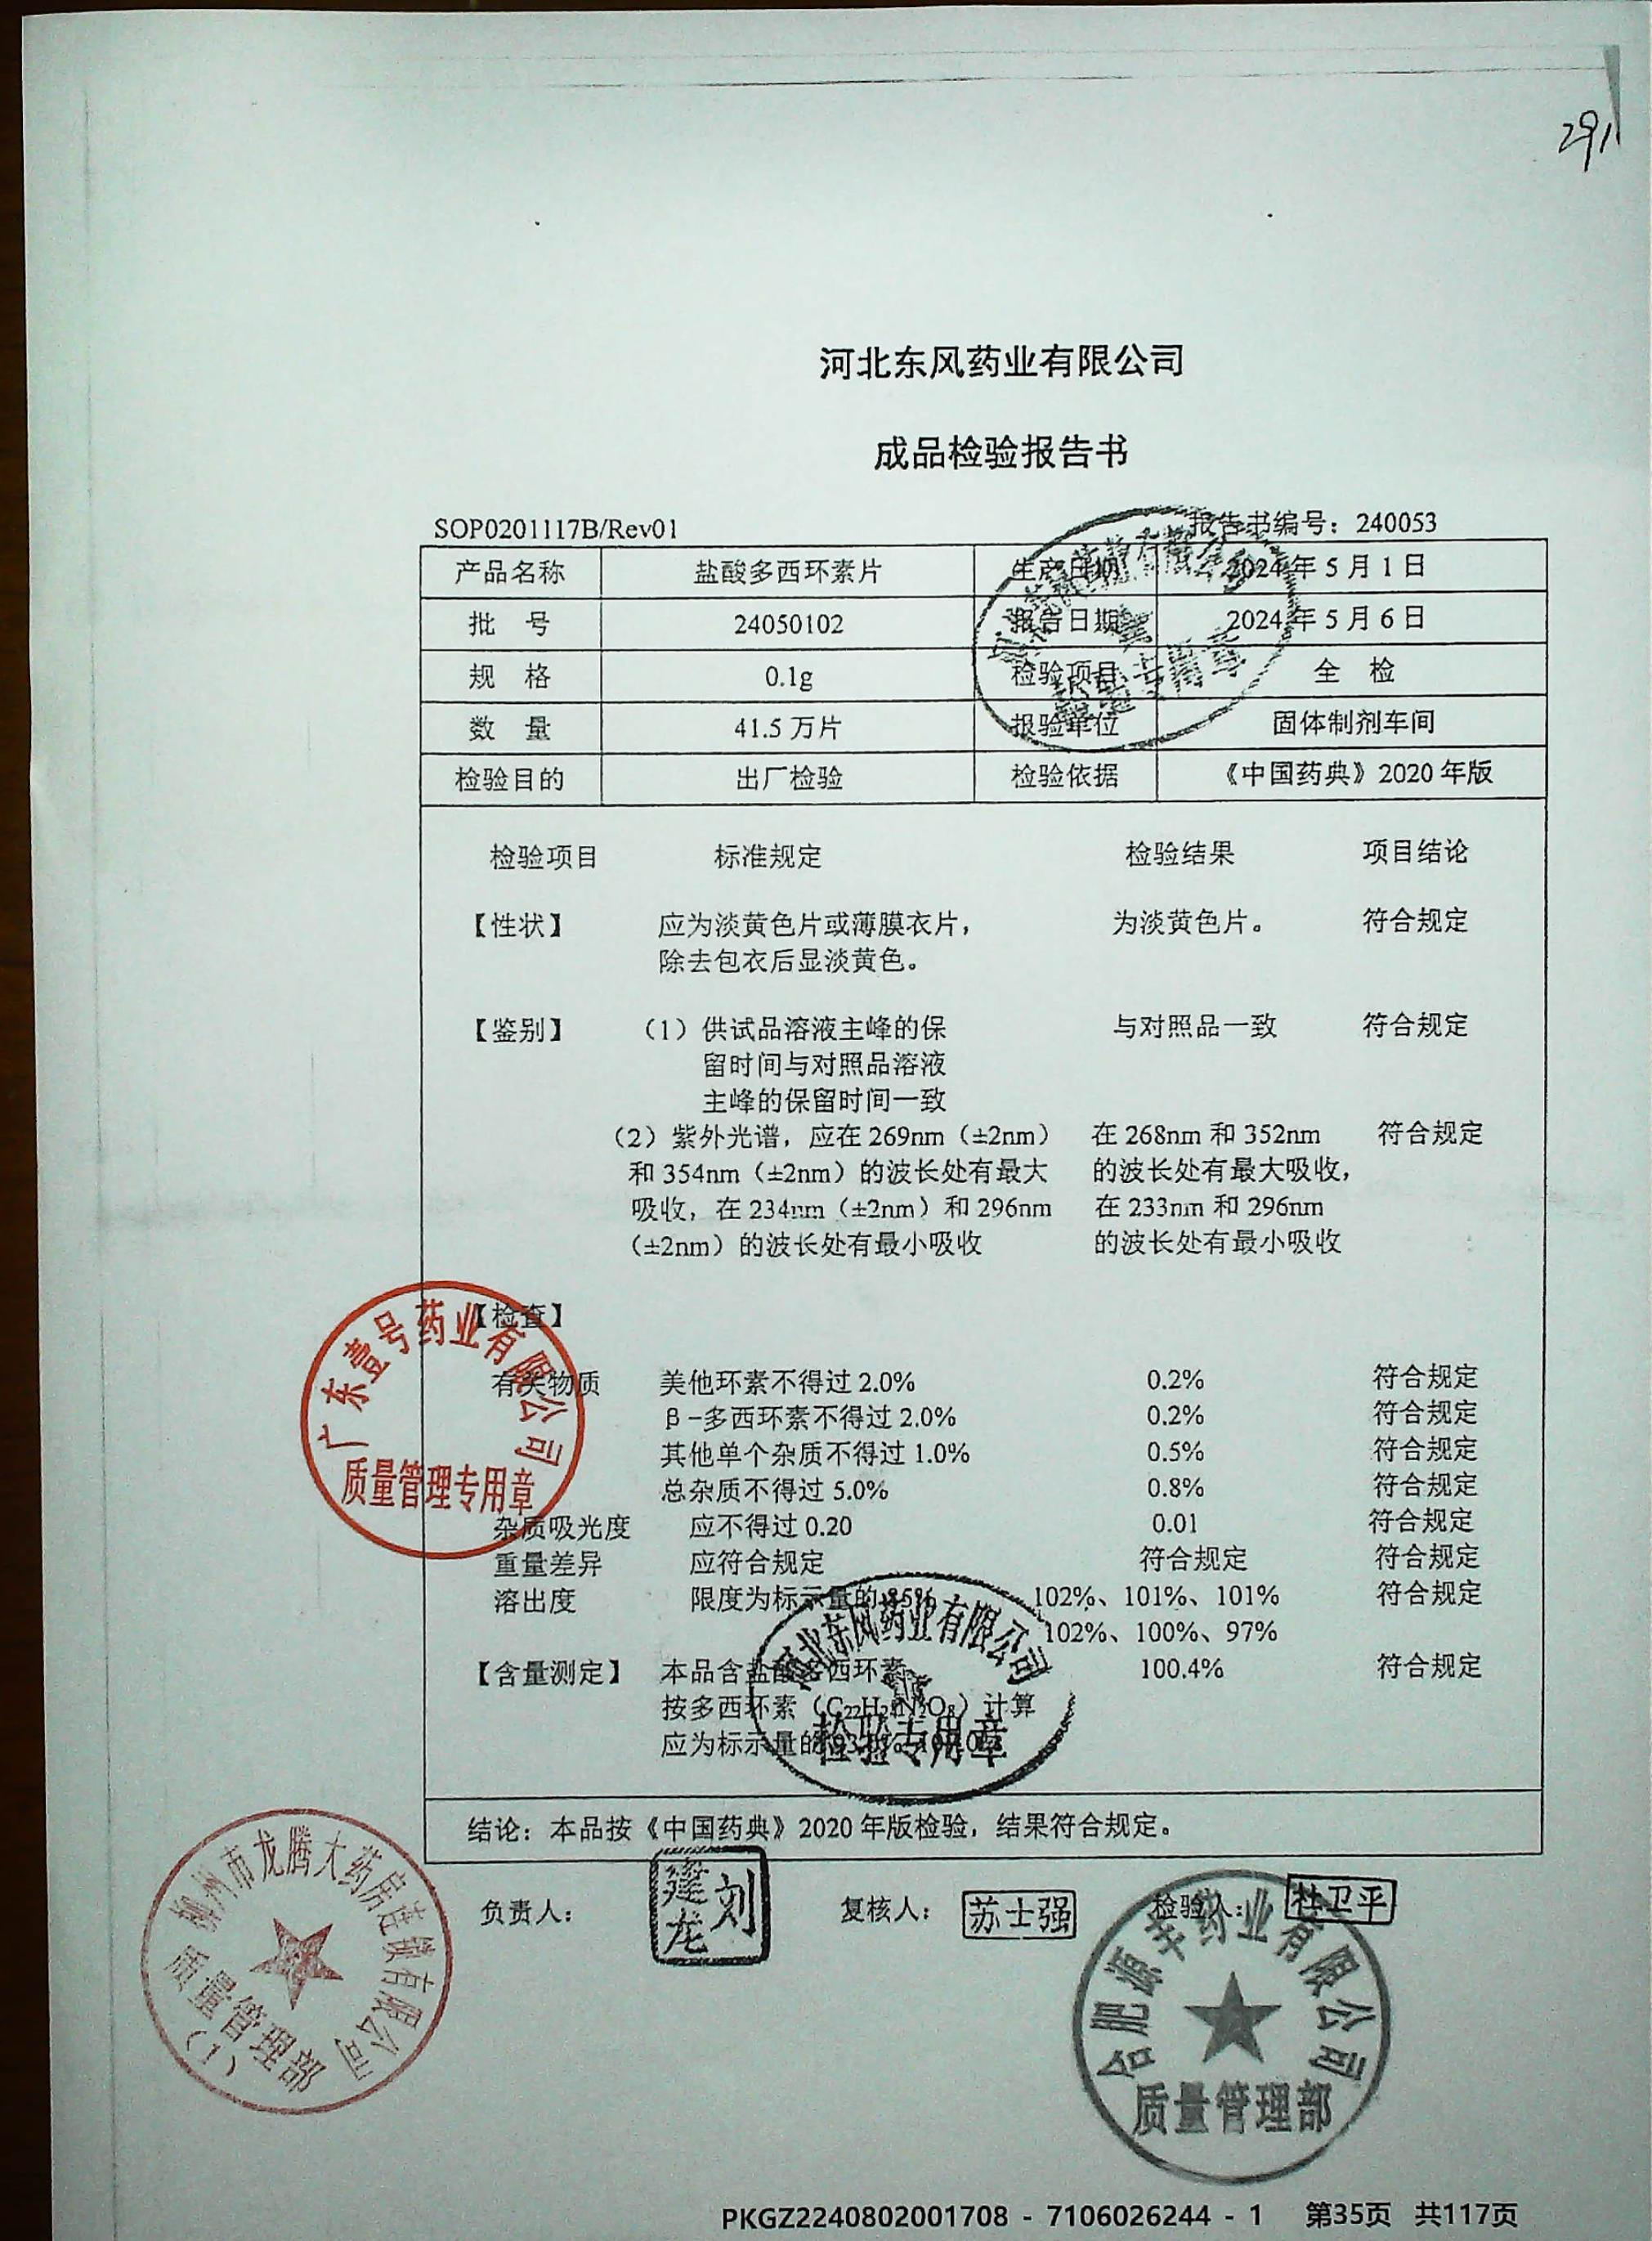 291
河北东风药业有限公司
成品检验报告书
SOP0201117B/Rev01 报告书编号：240053
产品名称 盐酸多西环素片 生产日期 2024年5月1日
批 号 24050102 报告日期 2024年5月6日
规 格 0.1g 检验项目 全 检
数 量 41.5万片 报验单位 固体制剂车间
检验目的 出厂检验 检验依据 《中国药典》2020年版
检验项目 标准规定 检验结果 项目结论
【性状】 应为淡黄色片或薄膜衣片， 为淡黄色片。 符合规定
除去包衣后显淡黄色。
【鉴别】 （1）供试品溶液主峰的保 与对照品一致 符合规定
留时间与对照品溶液
主峰的保留时间一致
（2）紫外光谱，应在269nm（±2nm） 在268nm和352nm 符合规定
和354nm（±2nm）的波长处有最大 的波长处有最大吸收，
吸收，在234nm（±2nm）和296nm 在233nm和296nm
（±2nm）的波长处有最小吸收 的波长处有最小吸收
【检查】
有关物质 美他环素不得过2.0% 0.2% 符合规定
β-多西环素不得过2.0% 0.2% 符合规定
其他单个杂质不得过1.0% 0.5% 符合规定
总杂质不得过5.0% 0.8% 符合规定
杂质吸光度 应不得过0.20 0.01 符合规定
重量差异 应符合规定 符合规定 符合规定
溶出度 限度为标示量的85% 102%、101%、101% 符合规定
102%、100%、97%
【含量测定】 本品含盐酸多西环素 100.4% 符合规定
按多西环素（C₂₂H₂₄N₂O₈）计算
应为标示量的
结论：本品按《中国药典》2020年版检验，结果符合规定。
负责人： 刘建龙 复核人： 苏士强 检验人： 杜卫平
广东壹号药业有限公司
质量管理专用章
河北东风药业有限公司
检验专用章
柳州市龙腾大药房连锁有限公司
质量管理部
（1）
合肥源丰药业有限公司
质量管理部
PKGZ2240802001708 - 7106026244 - 1 第35页 共117页